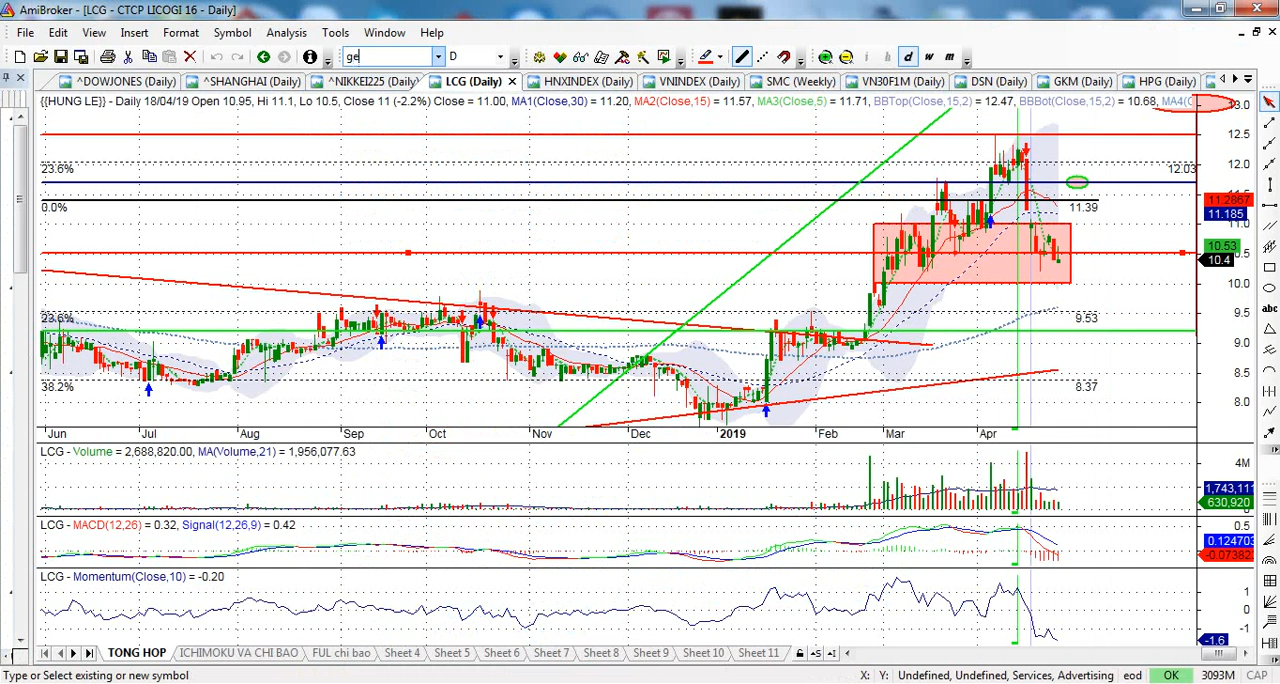 AmiBroker - [LCG - CTCP LICOGI 16 - Daily]
File Edit View Insert Format Symbol Analysis Tools Window Help
ge D i h d w m
^DOWJONES (Daily) ^SHANGHAI (Daily) ^NIKKEI225 (Daily) LCG (Daily) HNXINDEX (Daily) VNINDEX (Daily) SMC (Weekly) VN30F1M (Daily) DSN (Daily) GKM (Daily) HPG (Daily)
{{HUNG LE}} - Daily 18/04/19 Open 10.95, Hi 11.1, Lo 10.5, Close 11 (-2.2%) Close = 11.00, MA1(Close,30) = 11.20, MA2(Close,15) = 11.57, MA3(Close,5) = 11.71, BBTop(Close,15,2) = 12.47, BBBot(Close,15,2) = 10.68, MA4(C
13.0
12.5
12.0
11.5
11.2867
11.185
11.0
10.53
10.4
10.0
9.5
9.0
8.5
8.0
23.6% 12.03
0.0% 11.39
23.6% 9.53
38.2% 8.37
abc
Jun Jul Aug Sep Oct Nov Dec 2019 Feb Mar Apr
LCG - Volume = 2,688,820.00, MA(Volume,21) = 1,956,077.63
4M
1,743,111
630,920
LCG - MACD(12,26) = 0.32, Signal(12,26,9) = 0.42
0.5
0.124703
-0.07382
LCG - Momentum(Close,10) = -0.20
1
0
-1
-1.6
TONG HOP ICHIMOKU VA CHI BAO FUL chi bao Sheet 4 Sheet 5 Sheet 6 Sheet 7 Sheet 8 Sheet 9 Sheet 10 Sheet 11
Type or Select existing or new symbol X: Y: Undefined, Undefined, Services, Advertising eod OK 3093M CAP